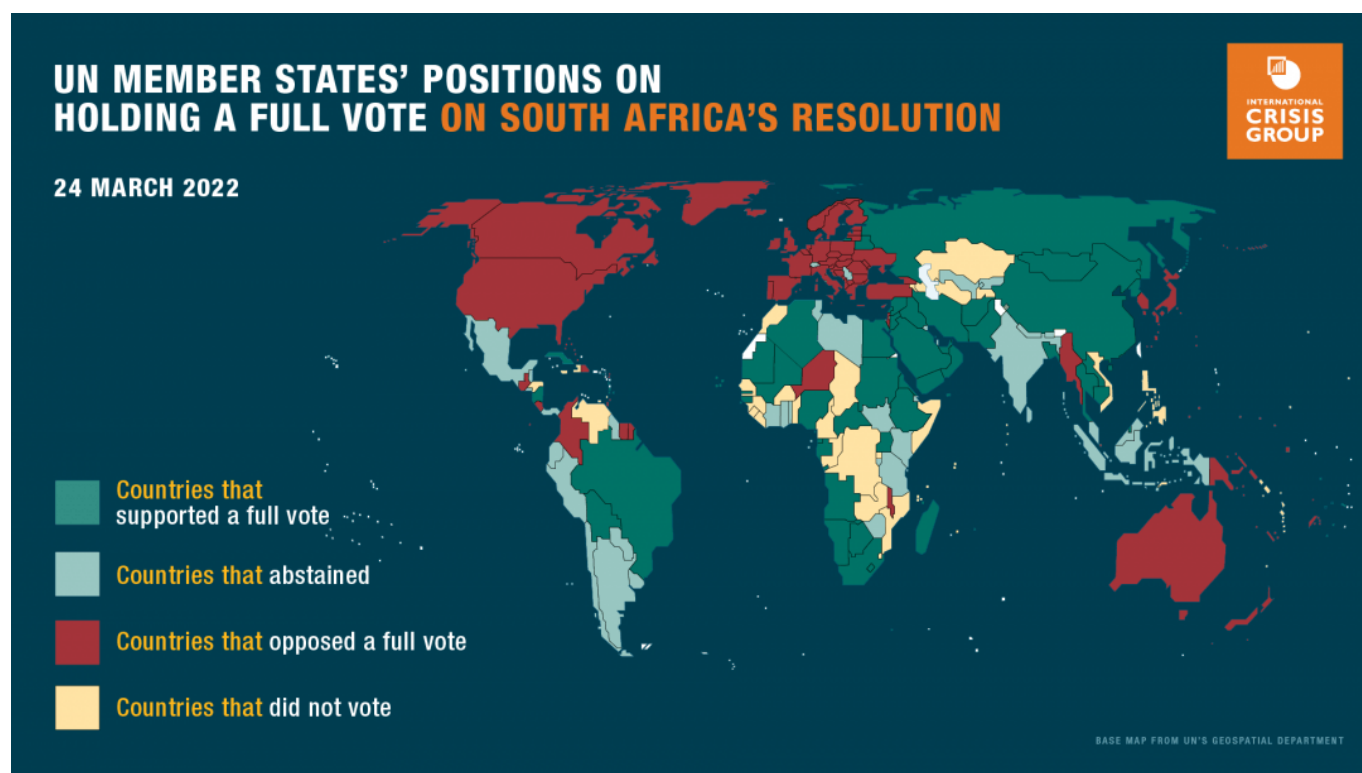 UN MEMBER STATES' POSITIONS ON
HOLDING A FULL VOTE ON SOUTH AFRICA'S RESOLUTION
INTERNATIONAL
CRISIS
GROUP
24 MARCH 2022
Countries that
supported a full vote
Countries that abstained
Countries that opposed a full vote
Countries that did not vote
BASE MAP FROM UN'S GEOSPATIAL DEPARTMENT